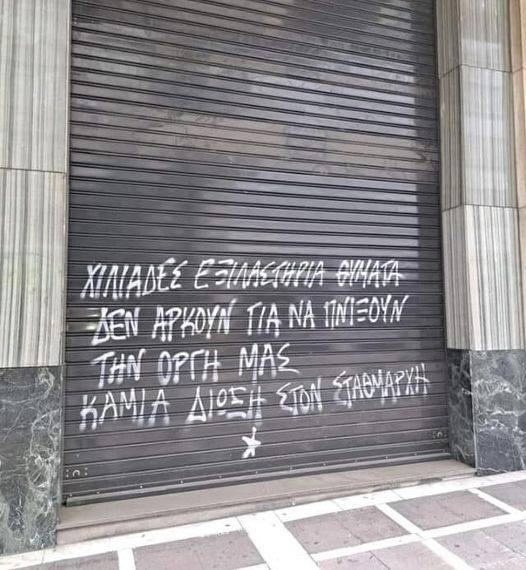 ΧΙΛΙΑΔΕΣ ΕΞΙΛΑΣΤΗΡΙΑ ΘΥΜΑΤΑ
ΔΕΝ ΑΡΚΟΥΝ ΓΙΑ ΝΑ ΠΝΙΞΟΥΝ
ΤΗΝ ΟΡΓΗ ΜΑΣ
ΚΑΜΙΑ ΔΙΩΞΗ ΣΤΟΝ ΣΤΑΘΜΑΡΧΗ